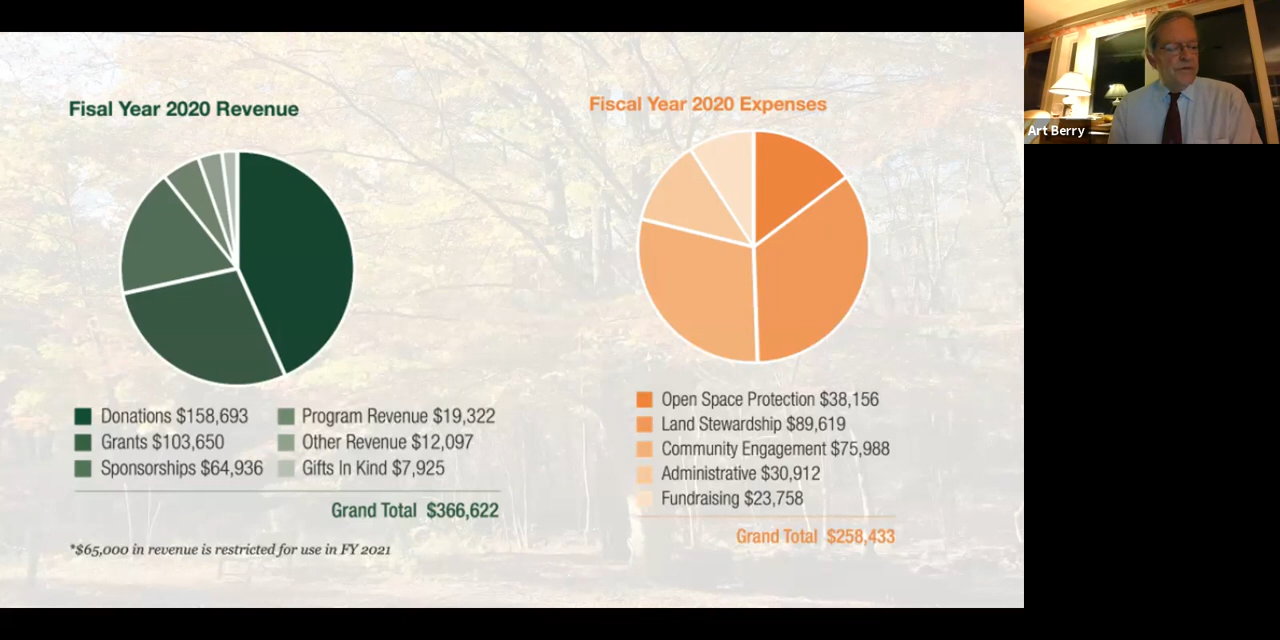 Fisal Year 2020 Revenue
Donations $158,693
Grants $103,650
Sponsorships $64,936
Program Revenue $19,322
Other Revenue $12,097
Gifts In Kind $7,925
Grand Total $366,622
*$65,000 in revenue is restricted for use in FY 2021
Fiscal Year 2020 Expenses
Open Space Protection $38,156
Land Stewardship $89,619
Community Engagement $75,988
Administrative $30,912
Fundraising $23,758
Grand Total $258,433
Art Berry